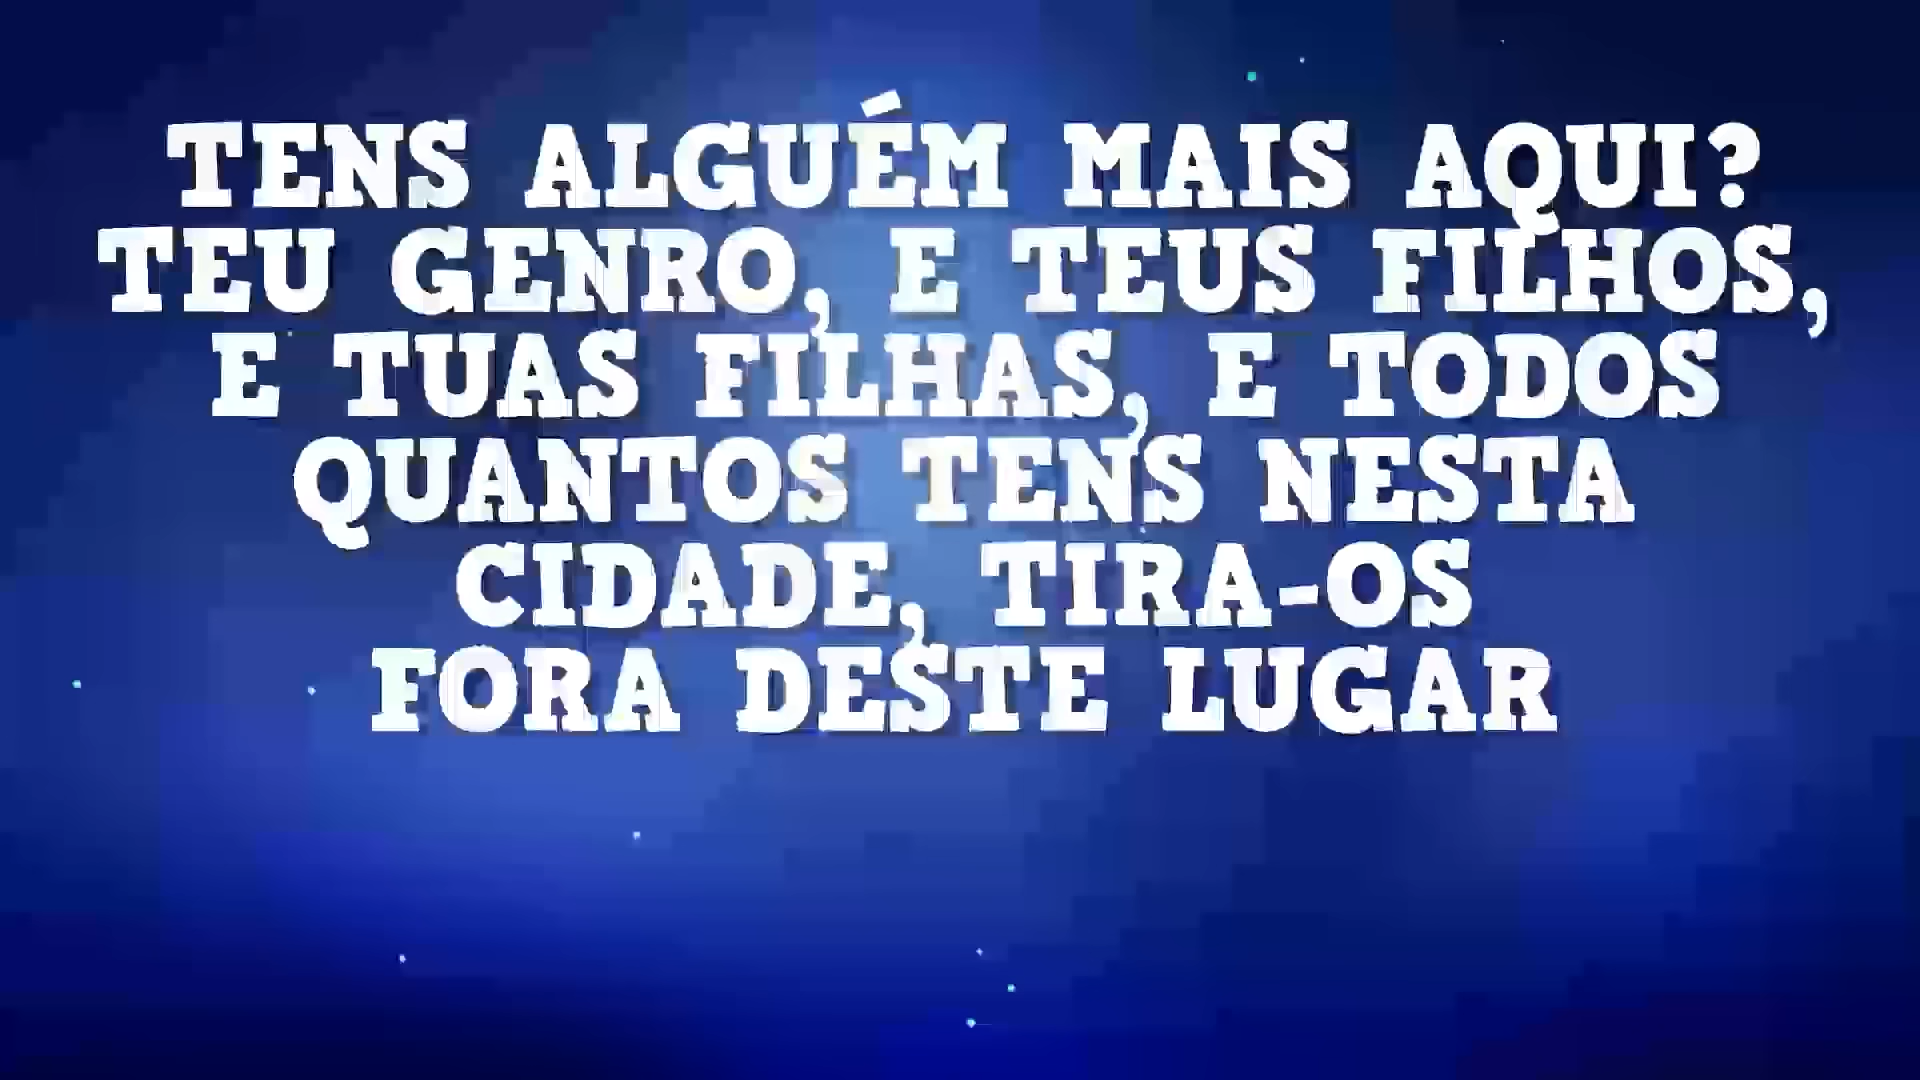 TENS ALGUÉM MAIS AQUI?
TEU GENRO, E TEUS FILHOS,
E TUAS FILHAS, E TODOS
QUANTOS TENS NESTA
CIDADE, TIRA-OS
FORA DESTE LUGAR